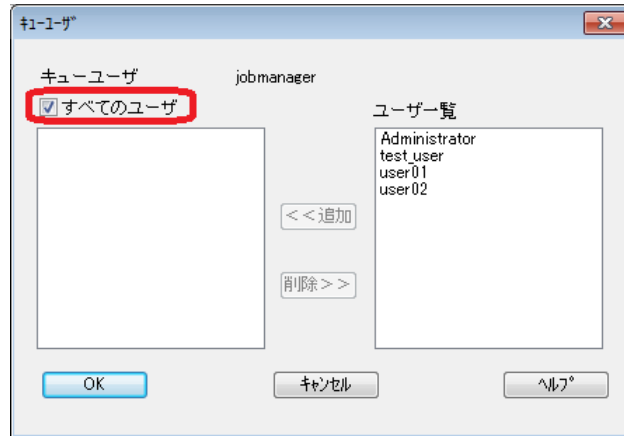 ｷｭｰﾕｰｻﾞ
キューユーザ jobmanager
すべてのユーザ
ユーザ一覧
Administrator
test_user
user01
user02
<<追加
削除>>
OK
ｷｬﾝｾﾙ
ﾍﾙﾌﾟ